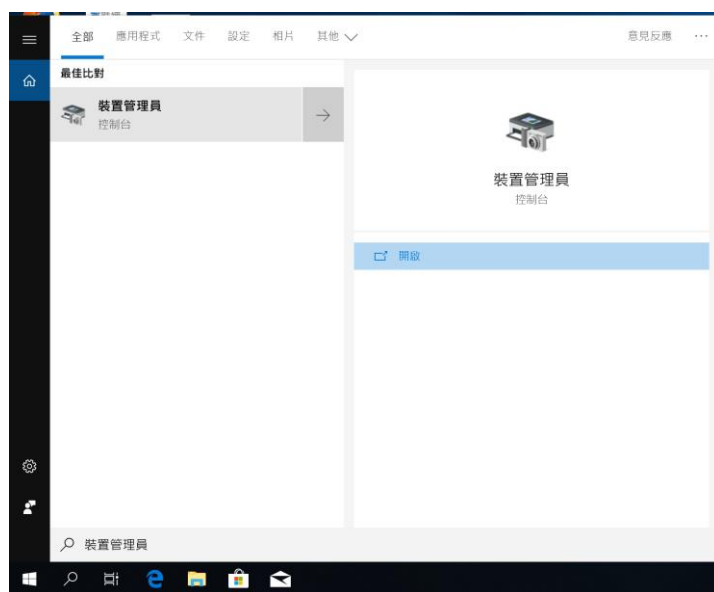 全部 應用程式 文件 設定 相片 其他 意見反應 ...
最佳比對
裝置管理員
控制台
裝置管理員
控制台
開啟
裝置管理員